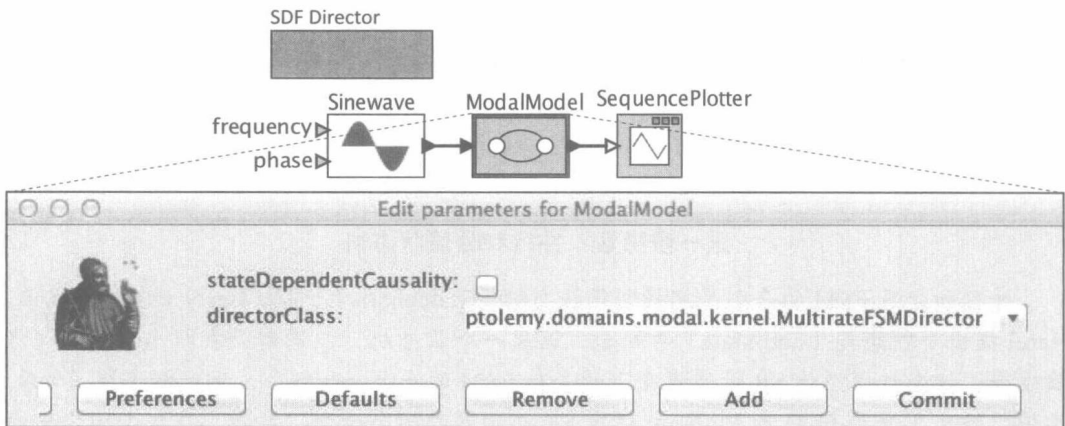 SDF Director
Sinewave
ModalModel
SequencePlotter
frequency
phase
Edit parameters for ModalModel
stateDependentCausality:
directorClass:
ptolemy.domains.modal.kernel.MultirateFSMDirector
Preferences
Defaults
Remove
Add
Commit